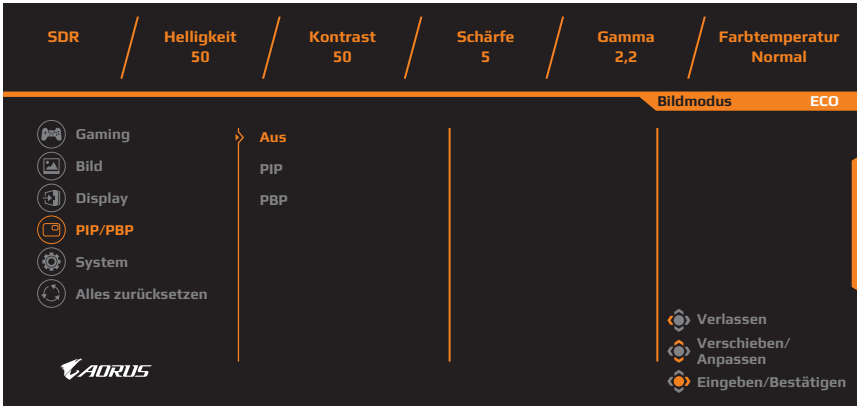 SDR
Helligkeit
50
Kontrast
50
Schärfe
5
Gamma
2,2
Farbtemperatur
Normal
Bildmodus ECO
Gaming
Bild
Display
PIP/PBP
System
Alles zurücksetzen
Aus
PIP
PBP
Verlassen
Verschieben/
Anpassen
Eingeben/Bestätigen
AORUS